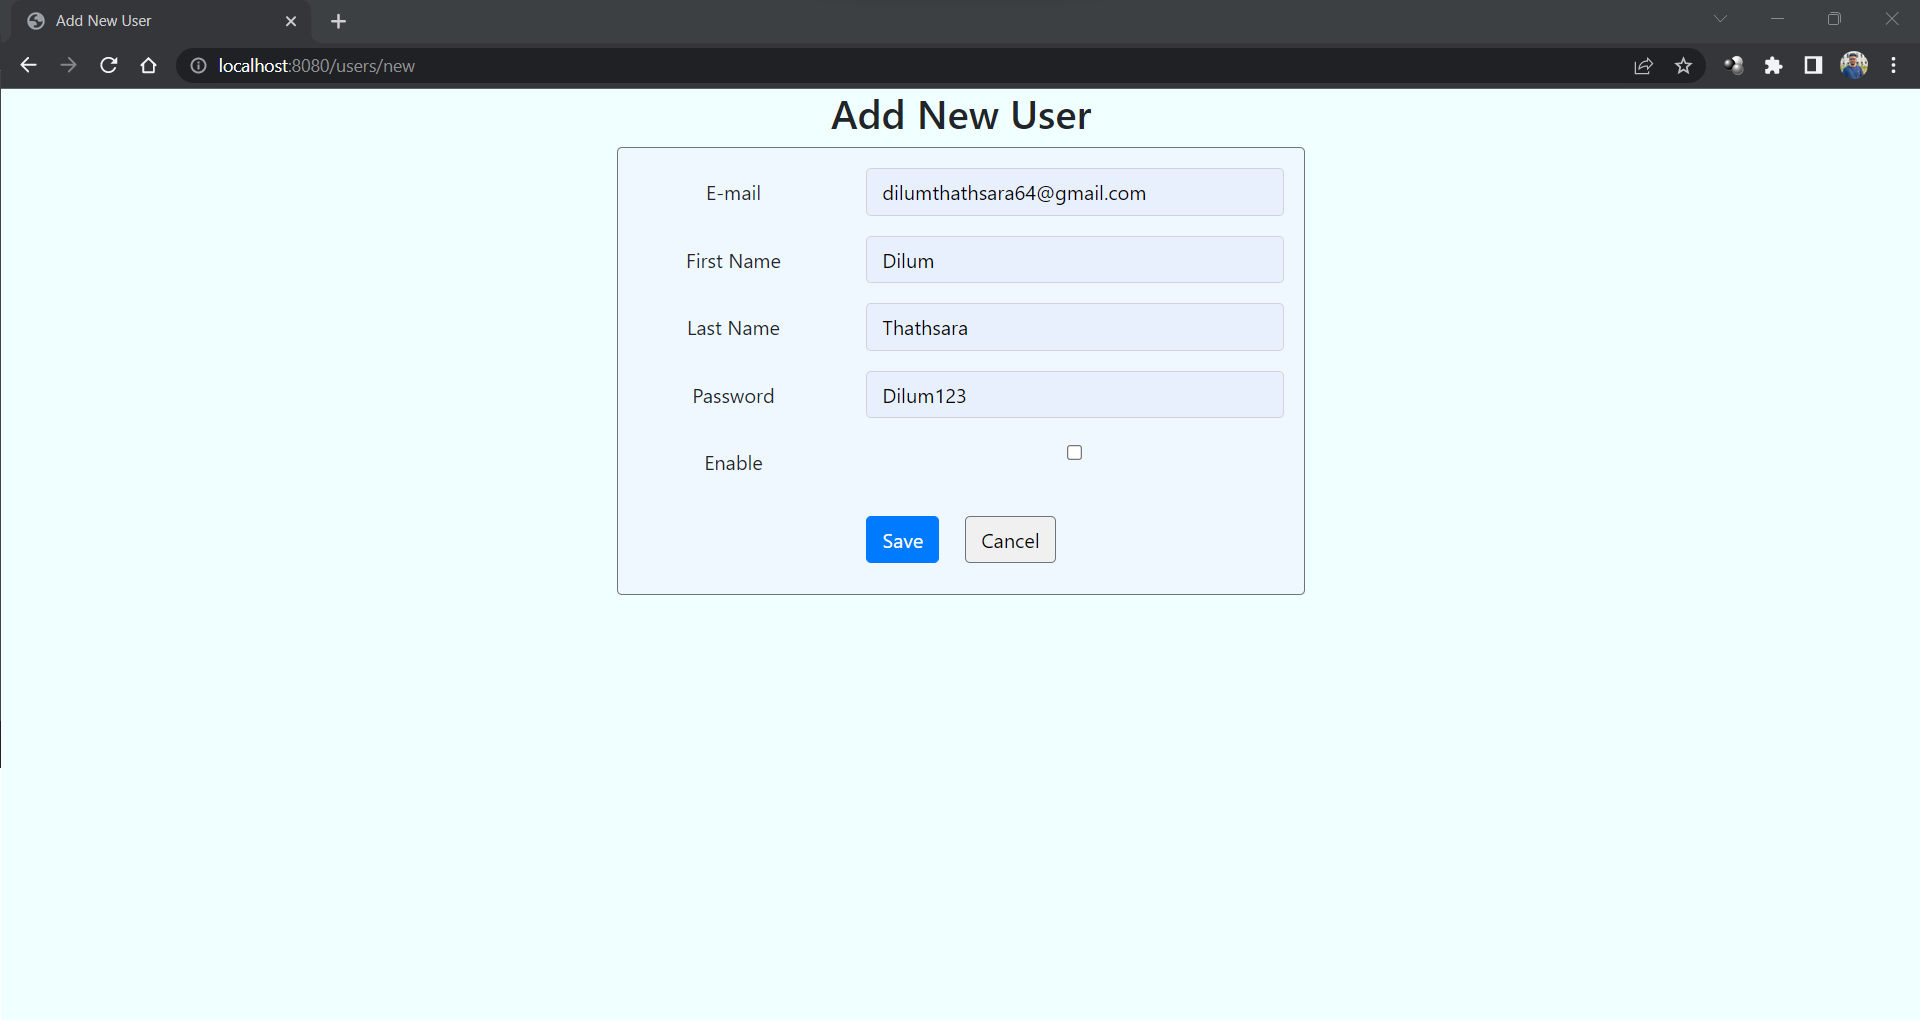 Add New User
localhost:8080/users/new
Add New User
E-mail dilumthathsara64@gmail.com
First Name Dilum
Last Name Thathsara
Password Dilum123
Enable
Save Cancel